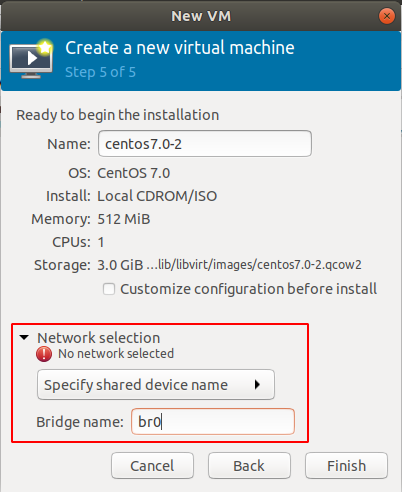 New VM
Create a new virtual machine
Step 5 of 5
Ready to begin the installation
Name: centos7.0-2
OS: CentOS 7.0
Install: Local CDROM/ISO
Memory: 512 MiB
CPUs: 1
Storage: 3.0 GiB ...lib/libvirt/images/centos7.0-2.qcow2
Customize configuration before install
Network selection
No network selected
Specify shared device name
Bridge name: br0
Cancel Back Finish